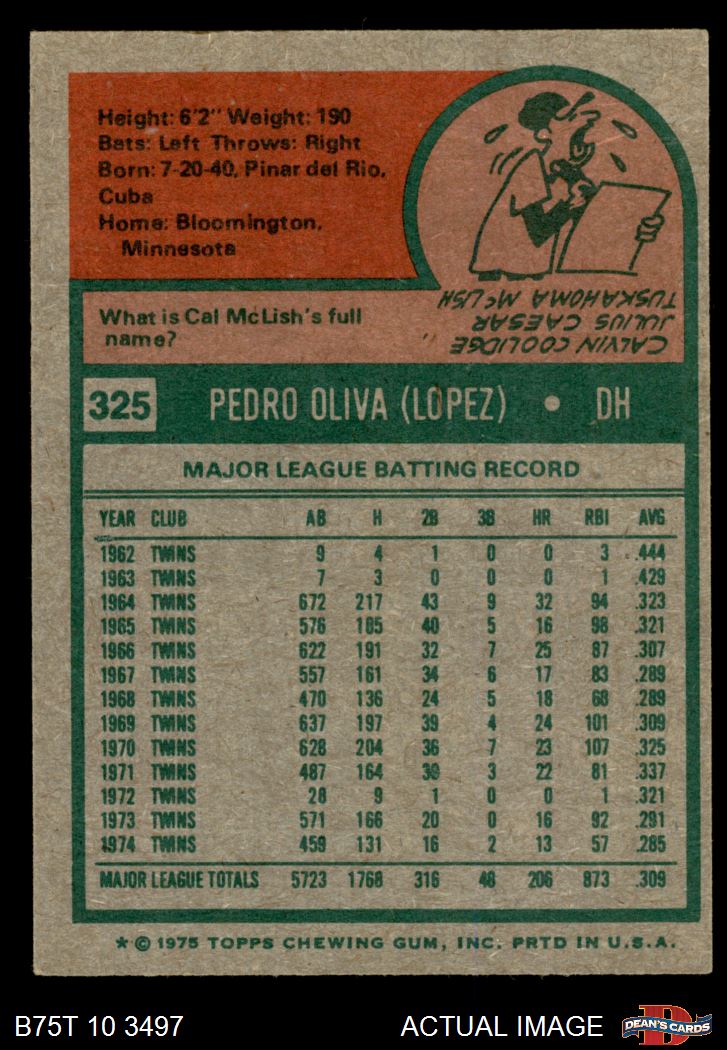 Height: 6'2" Weight: 190
Bats: Left Throws: Right
Born: 7-20-40, Pinar del Rio,
Cuba
Home: Bloomington,
Minnesota
What is Cal McLish's full
name?
CALVIN COOLIDGE
JULIUS CAESAR
TUSKAHOMA McLISH
325 PEDRO OLIVA (LOPEZ) • DH
MAJOR LEAGUE BATTING RECORD
YEAR CLUB AB H 2B 3B HR RBI AVG
1962 TWINS 9 4 1 0 0 3 .444
1963 TWINS 7 3 0 0 0 1 .429
1964 TWINS 672 217 43 9 32 94 .323
1965 TWINS 576 185 40 5 16 98 .321
1966 TWINS 622 191 32 7 25 87 .307
1967 TWINS 557 161 34 6 17 83 .289
1968 TWINS 470 136 24 5 18 68 .289
1969 TWINS 637 197 39 4 24 101 .309
1970 TWINS 628 204 36 7 23 107 .325
1971 TWINS 487 164 30 3 22 81 .337
1972 TWINS 28 9 1 0 0 1 .321
1973 TWINS 571 166 20 0 16 92 .291
1974 TWINS 459 131 16 2 13 57 .285
MAJOR LEAGUE TOTALS 5723 1768 316 48 206 873 .309
* © 1975 TOPPS CHEWING GUM, INC. PRTD IN U.S.A.
B75T 10 3497 ACTUAL IMAGE D DEAN'S CARDS